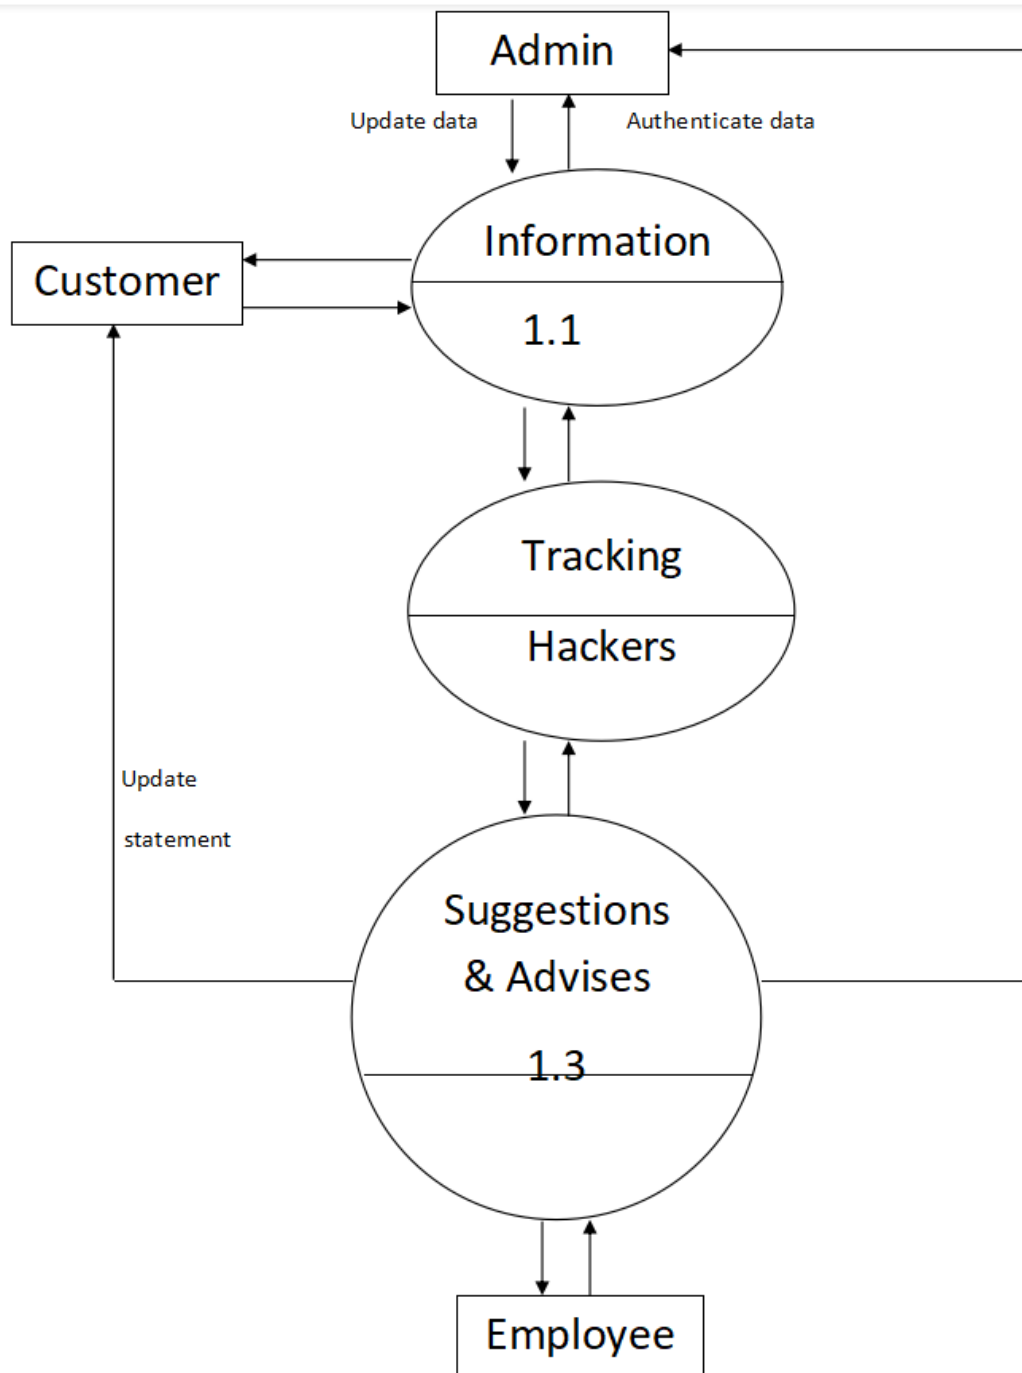 Admin
Update data
Authenticate data
Information
1.1
Customer
Tracking
Hackers
Update
statement
Suggestions
& Advises
1.3
Employee